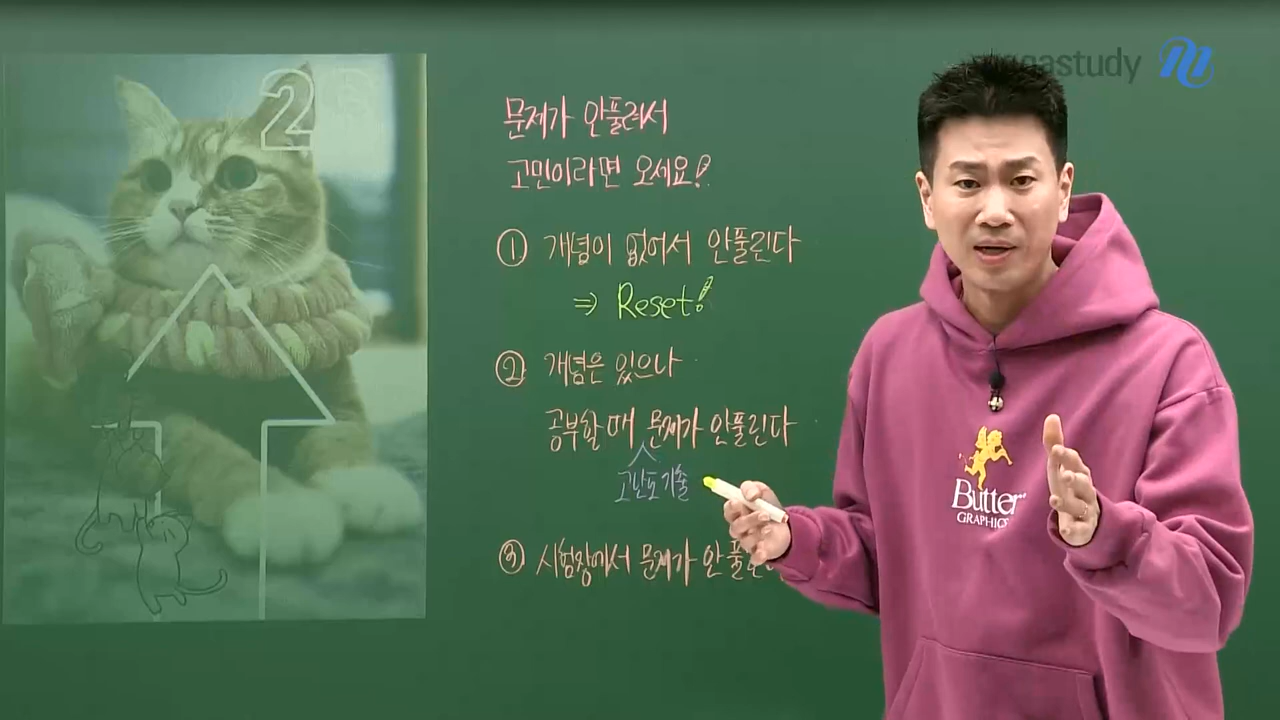 2
megastudy
문제가 안풀려서
고민이라면 오세요!
① 개념이 없어서 안풀린다
⇒ Reset!
② 개념은 있으나
공부할 때 문제가 안풀린다
고난도 기출
③ 시험장에서 문제가 안풀린
Butter
GRAPHICS